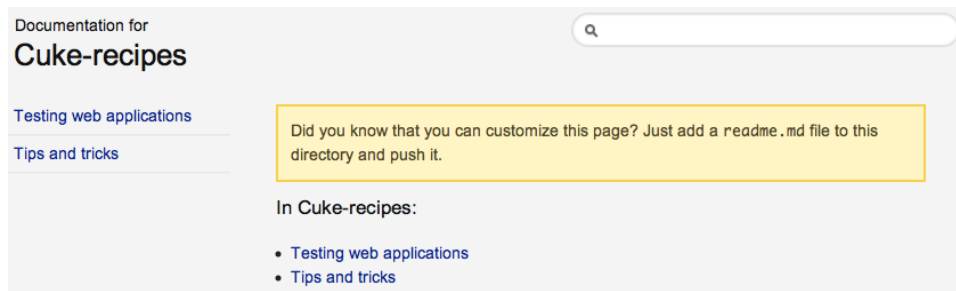 Documentation for
Cuke-recipes
Testing web applications
Tips and tricks
Did you know that you can customize this page? Just add a readme.md file to this
directory and push it.
In Cuke-recipes:
• Testing web applications
• Tips and tricks